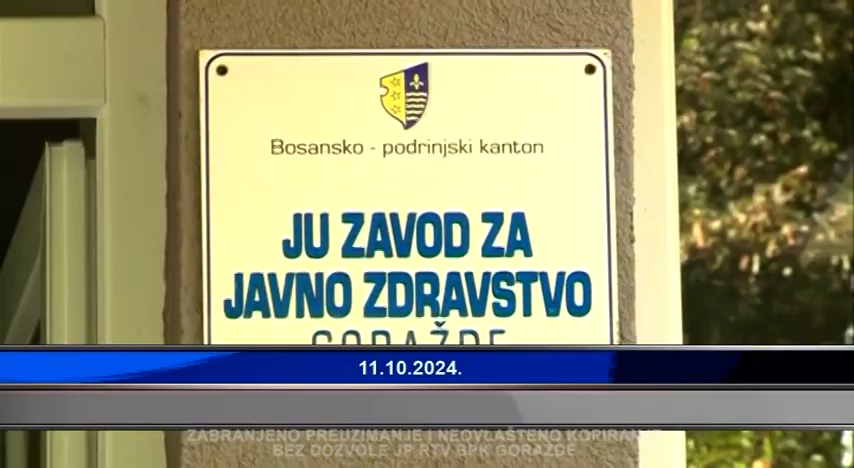 Bosansko - podrinjski kanton
JU ZAVOD ZA
JAVNO ZDRAVSTVO
GORAŽDE
11.10.2024.
ZABRANJENO PREUZIMANJE I NEOVLAŠTENO KOPIRANJE
BEZ DOZVOLE JP RTV BPK GORAŽDE